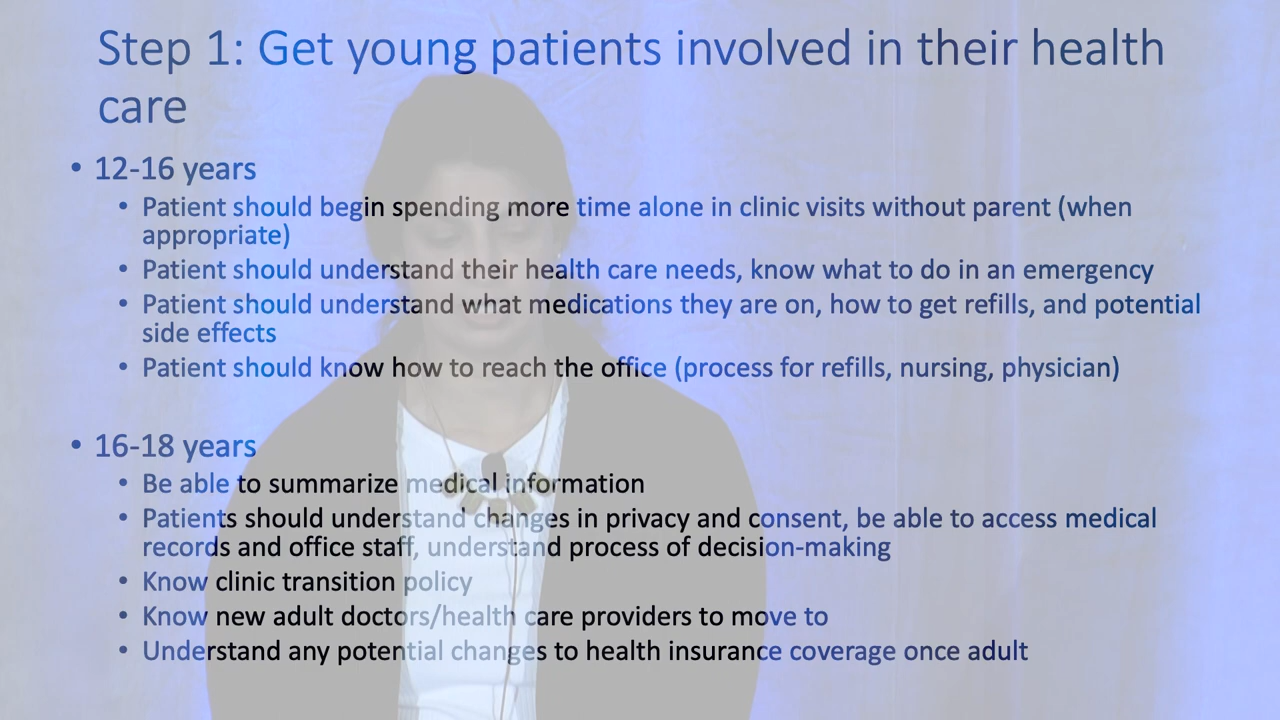 Step 1: Get young patients involved in their health
care
• 12-16 years
• Patient should begin spending more time alone in clinic visits without parent (when
appropriate)
• Patient should understand their health care needs, know what to do in an emergency
• Patient should understand what medications they are on, how to get refills, and potential
side effects
• Patient should know how to reach the office (process for refills, nursing, physician)
• 16-18 years
• Be able to summarize medical information
• Patients should understand changes in privacy and consent, be able to access medical
records and office staff, understand process of decision-making
• Know clinic transition policy
• Know new adult doctors/health care providers to move to
• Understand any potential changes to health insurance coverage once adult